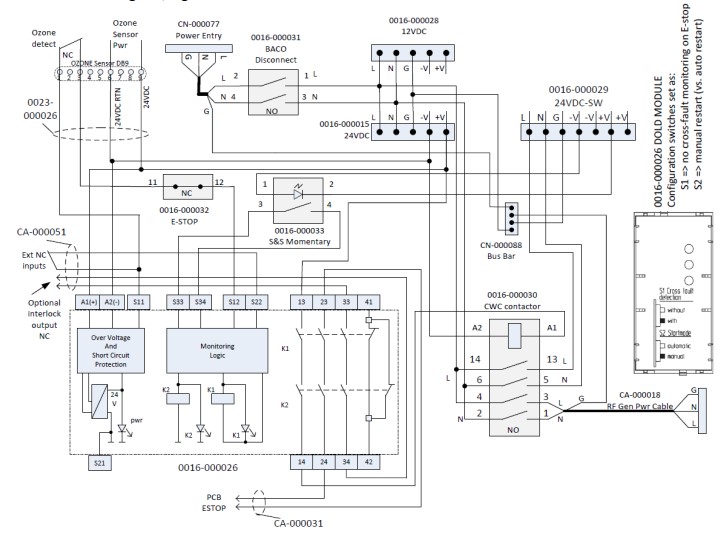 Ozone
detect
NC
Ozone
Sensor
Pwr
OZONE Sensor DB9
1 2 3 4 5 6 7 8 9
24VDC RTN
24VDC
0023-
000026
CN-000077
Power Entry
G N L
0016-000031
BACO
Disconnect
L 2 1 L
N 4 3 N
G
NO
0016-000028
12VDC
L N G -V +V
0016-000015
24VDC
L N G -V +V
0016-000029
24VDC-SW
L N G -V -V +V +V
0016-000026 DOLD MODULE
Configuration switches set as:
S1 => no cross-fault monitoring on E-stop
S2 => manual restart (vs. auto restart)
11 12
NC
0016-000032
E-STOP
1 2
3 4
0016-000033
S&S Momentary
CN-000088
Bus Bar
CA-000051
Ext NC
inputs
Optional
interlock
output
NC
A1(+) A2(-) S11 S33 S34 S12 S22 13 23 33 41
Over Voltage
And
Short Circuit
Protection
Monitoring
Logic
24
V
pwr
K2 K1
K2 K1
K1
K2
S21
0016-000026
14 24 34 42
PCB
ESTOP
CA-000031
0016-000030
CWC contactor
A2 A1
14 13 L
L
6 5 N
4 3 L G
N 2 1 N
NO
CA-000018
RF Gen Pwr Cable
G
N
L
S1 Cross fault
detection
without
with
S2 Startmode
automatic
manual